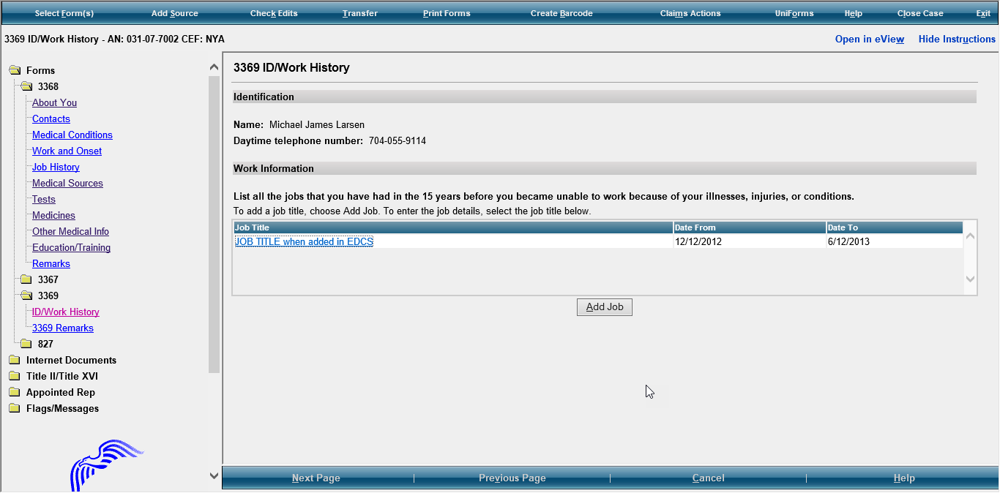 Select Form(s) Add Source Check Edits Transfer Print Forms Create Barcode Claims Actions UniForms Help Close Case Exit
3369 ID/Work History - AN: 031-07-7002 CEF: NYA Open in eView Hide Instructions
Forms
3368
About You
Contacts
Medical Conditions
Work and Onset
Job History
Medical Sources
Tests
Medicines
Other Medical Info
Education/Training
Remarks
3367
3369
ID/Work History
3369 Remarks
827
Internet Documents
Title II/Title XVI
Appointed Rep
Flags/Messages
3369 ID/Work History
Identification
Name: Michael James Larsen
Daytime telephone number: 704-055-9114
Work Information
List all the jobs that you have had in the 15 years before you became unable to work because of your illnesses, injuries, or conditions.
To add a job title, choose Add Job. To enter the job details, select the job title below.
Job Title Date From Date To
JOB TITLE when added in EDCS 12/12/2012 6/12/2013
Add Job
Next Page | Previous Page | Cancel | Help